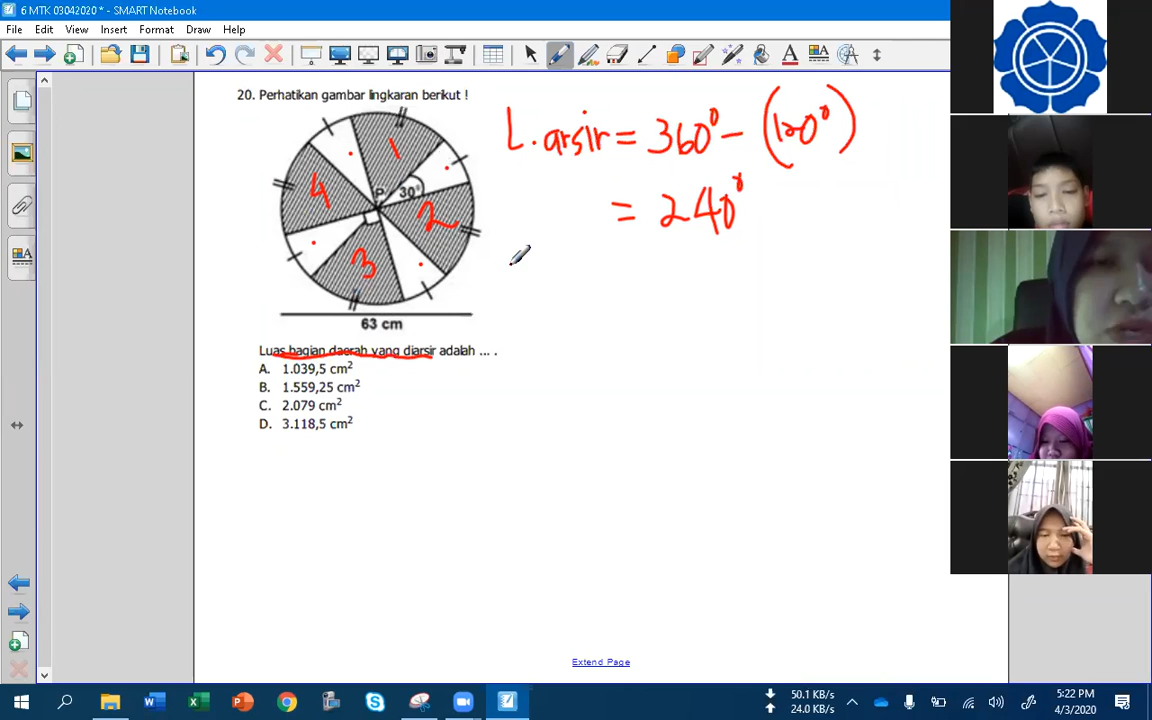 6 MTK 03042020 * - SMART Notebook
File Edit View Insert Format Draw Help
20. Perhatikan gambar lingkaran berikut !
L. arsir = 360° - (120°)
= 240°
1
4
P
30°
2
3
63 cm
Luas bagian daerah yang diarsir adalah ... .
A. 1.039,5 cm²
B. 1.559,25 cm²
C. 2.079 cm²
D. 3.118,5 cm²
Extend Page
50.1 KB/s
24.0 KB/s
5:22 PM
4/3/2020